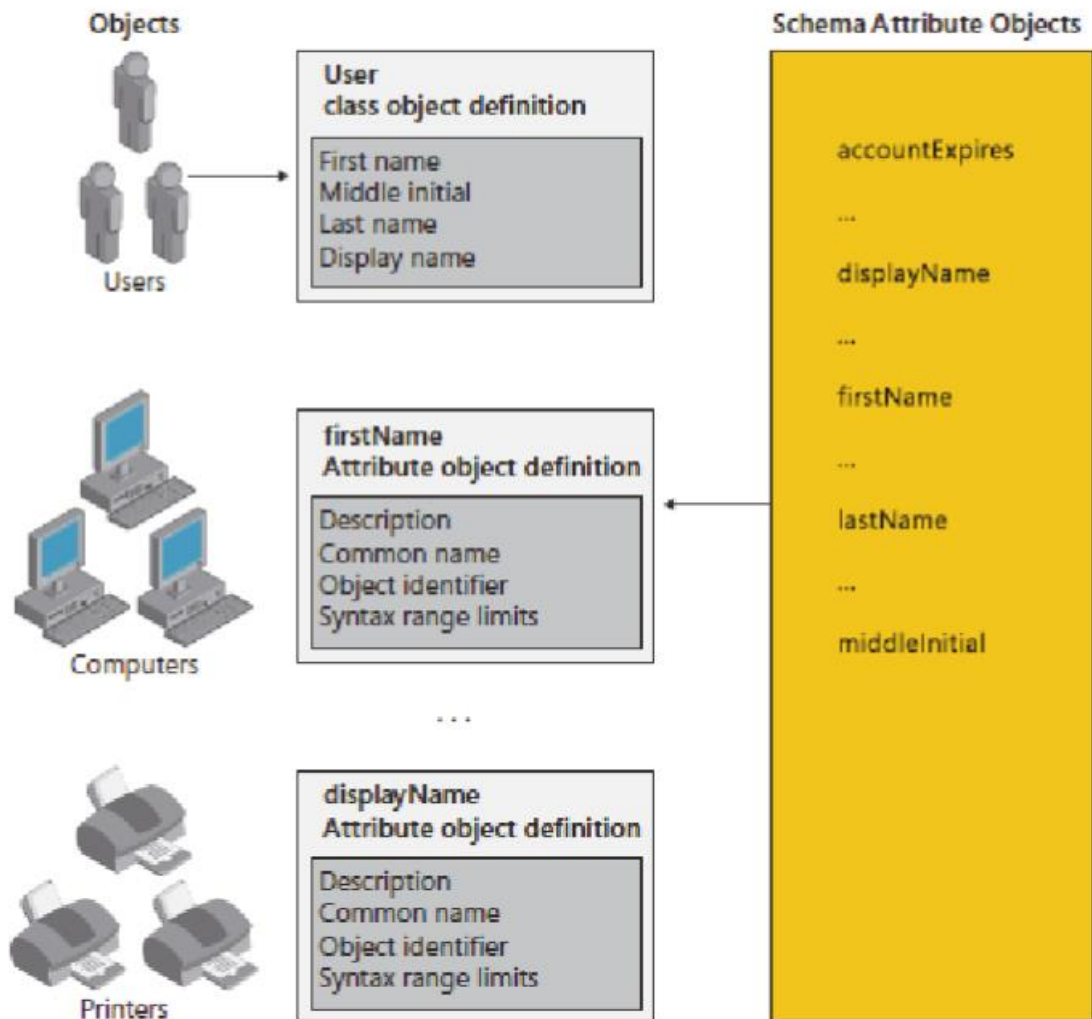 Objects
Users
Computers
Printers
User
class object definition
First name
Middle initial
Last name
Display name
firstName
Attribute object definition
Description
Common name
Object identifier
Syntax range limits
...
displayName
Attribute object definition
Description
Common name
Object identifier
Syntax range limits
Schema Attribute Objects
accountExpires
...
displayName
...
firstName
...
lastName
...
middleInitial